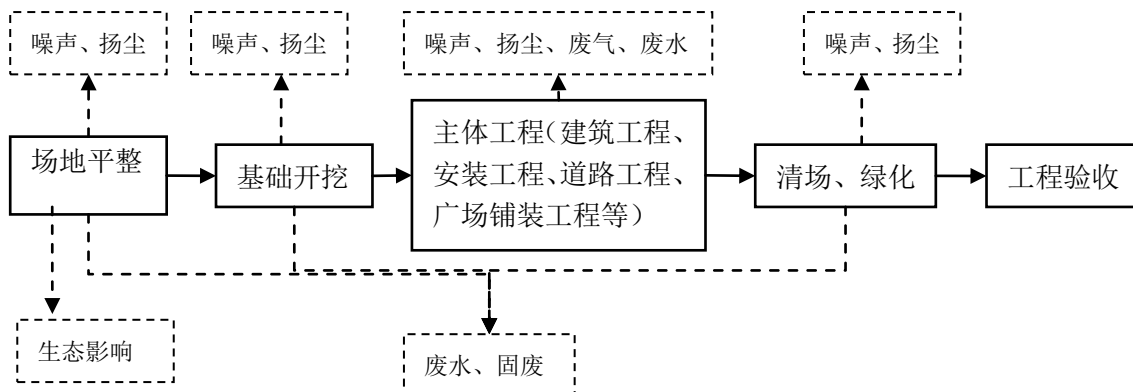 噪声、扬尘
噪声、扬尘
噪声、扬尘、废气、废水
噪声、扬尘
场地平整
基础开挖
主体工程（建筑工程、
安装工程、道路工程、
广场铺装工程等）
清场、绿化
工程验收
生态影响
废水、固废